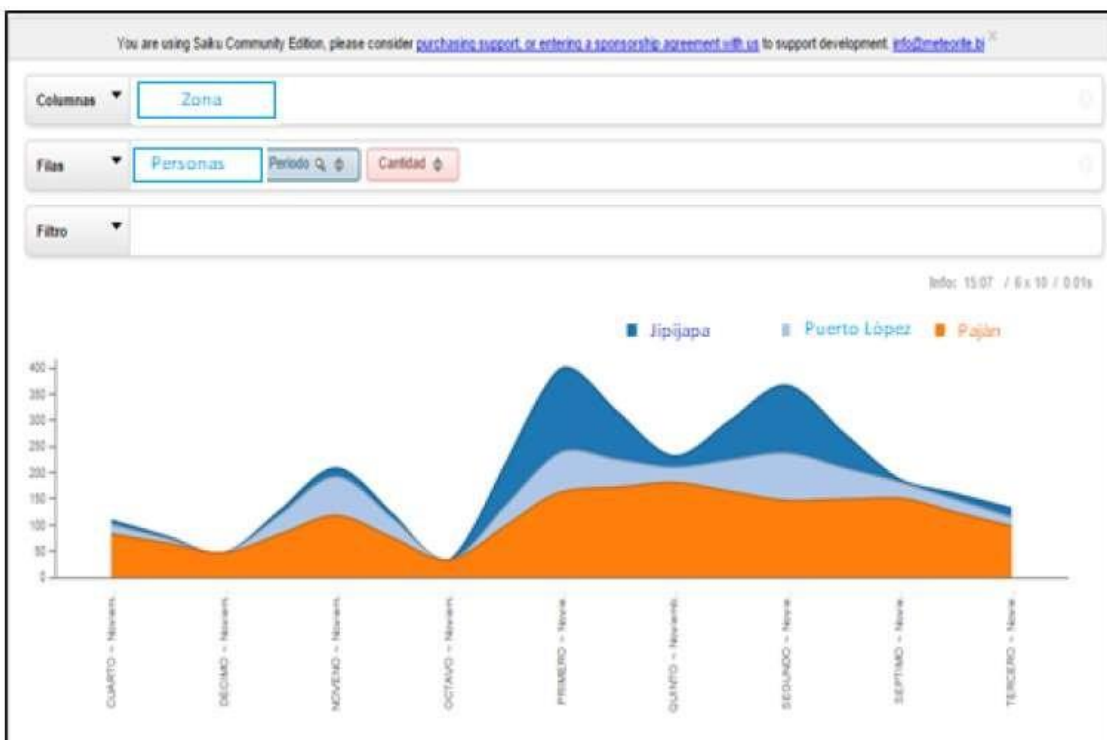 You are using Saiku Community Edition, please consider purchasing support, or entering a sponsorship agreement with us to support development. info@meteorite.bi ×
Columnas Zona
Filas Personas Periodo Cantidad
Filtro
Info: 15:07 / 6 x 10 / 0.01s
Jipijapa Puerto López Paján
400
350
300
250
200
150
100
50
0
CUARTO ~ Noviem.
DECIMO ~ Noviem.
NOVENO ~ Noviem.
OCTAVO ~ Noviem.
PRIMERO ~ Novie.
QUINTO ~ Noviemb.
SEGUNDO ~ Novie.
SEPTIMO ~ Novie.
TERCERO ~ Novie.